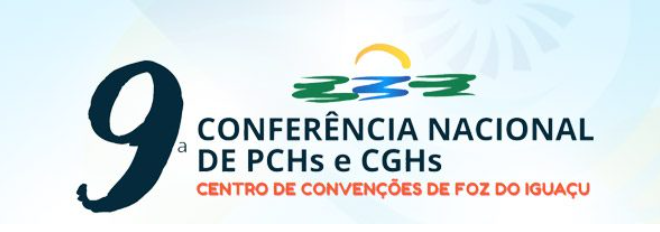 9ª CONFERÊNCIA NACIONAL
DE PCHs e CGHs
CENTRO DE CONVENÇÕES DE FOZ DO IGUAÇU